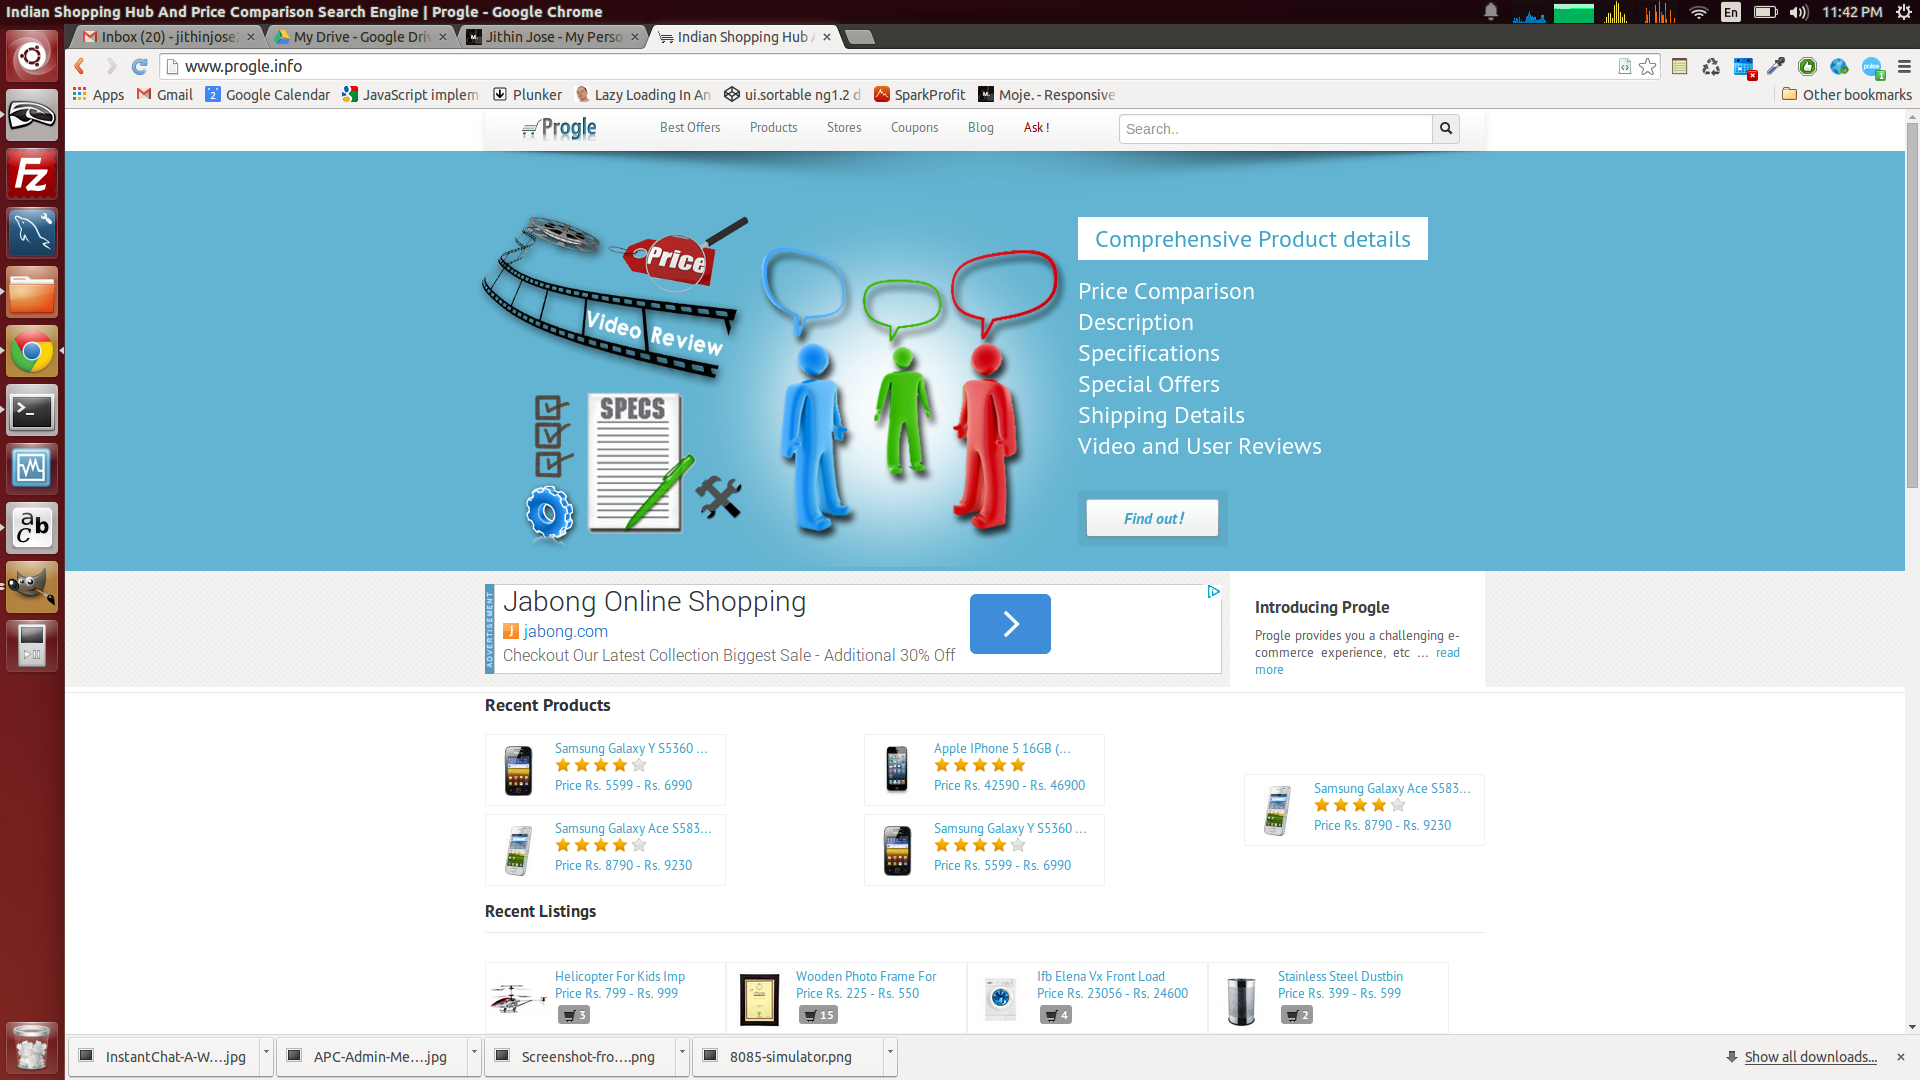 Indian Shopping Hub And Price Comparison Search Engine | Progle - Google Chrome
En
11:42 PM
Inbox (20) - jithinjose
My Drive - Google Driv
Jithin Jose - My Perso
Indian Shopping Hub A
www.progle.info
Apps
Gmail
2 Google Calendar
JavaScript implem
Plunker
Lazy Loading In An
ui.sortable ng1.2 d
SparkProfit
Moje. - Responsive
Other bookmarks
Progle
Best Offers
Products
Stores
Coupons
Blog
Ask !
Search..
Price
Video Review
SPECS
Comprehensive Product details
Price Comparison
Description
Specifications
Special Offers
Shipping Details
Video and User Reviews
Find out!
ADVERTISEMENT
Jabong Online Shopping
jabong.com
Checkout Our Latest Collection Biggest Sale - Additional 30% Off
Introducing Progle
Progle provides you a challenging e-
commerce experience, etc ... read
more
Recent Products
Samsung Galaxy Y S5360 ...
Price Rs. 5599 - Rs. 6990
Apple IPhone 5 16GB (...
Price Rs. 42590 - Rs. 46900
Samsung Galaxy Ace S583...
Price Rs. 8790 - Rs. 9230
Samsung Galaxy Ace S583...
Price Rs. 8790 - Rs. 9230
Samsung Galaxy Y S5360 ...
Price Rs. 5599 - Rs. 6990
Recent Listings
Helicopter For Kids Imp
Price Rs. 799 - Rs. 999
3
Wooden Photo Frame For
Price Rs. 225 - Rs. 550
15
Ifb Elena Vx Front Load
Price Rs. 23056 - Rs. 24600
4
Stainless Steel Dustbin
Price Rs. 399 - Rs. 599
2
InstantChat-A-W....jpg
APC-Admin-Me....jpg
Screenshot-fro....png
8085-simulator.png
Show all downloads...